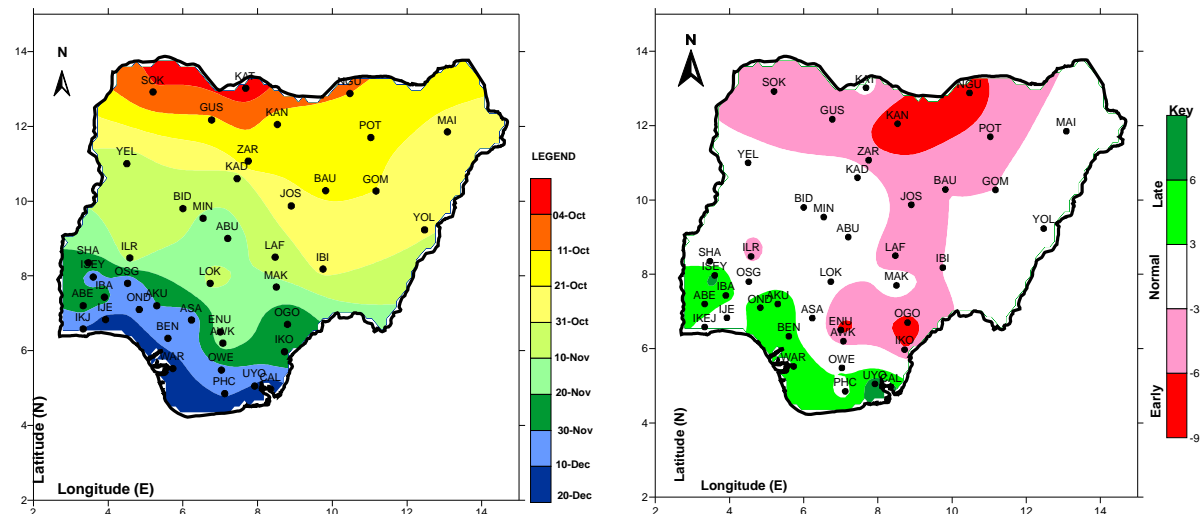 14
12
10
8
6
4
2
2
4
6
8
10
12
14
N
SOK
KAT
NGU
GUS
KAN
POT
MAI
YEL
ZAR
KAD
BAU
GOM
JOS
BID
MIN
ABU
YOL
SHA
ILR
LAF
IBI
ISEY
OSG
LOK
MAK
IBA
ABE
OND
AKU
IJE
IKJ
ASA
BEN
ENU
AWK
OGO
IKO
WAR
OWE
PHC
UYO
CAL
Latitude (N)
Longitude (E)
LEGEND
04-Oct
11-Oct
21-Oct
31-Oct
10-Nov
20-Nov
30-Nov
10-Dec
20-Dec
14
12
10
8
6
4
2
2
4
6
8
10
12
14
N
SOK
KAT
NGU
GUS
KAN
POT
MAI
YEL
ZAR
KAD
BAU
GOM
JOS
BID
MIN
ABU
YOL
SHA
ILR
LAF
IBI
ISEY
OSG
LOK
MAK
IBA
ABE
OND
AKU
IJE
IKEJ
ASA
BEN
ENU
AWK
OGO
IKO
WAR
OWE
PHC
UYO
CAL
Latitude (N)
Longitude (E)
Key
Late
Normal
Early
6
3
-3
-6
-9